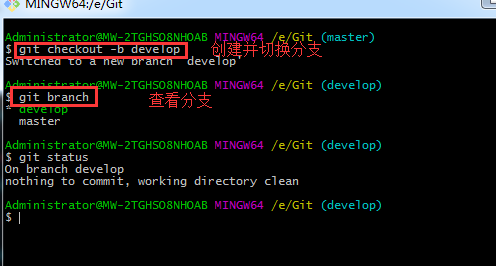 MINGW64:/e/Git
Administrator@MW-2TGHSO8NHOAB MINGW64 /e/Git (master)
$ git checkout -b develop 创建并切换分支
Switched to a new branch 'develop'
Administrator@MW-2TGHSO8NHOAB MINGW64 /e/Git (develop)
$ git branch 查看分支
* develop
master
Administrator@MW-2TGHSO8NHOAB MINGW64 /e/Git (develop)
$ git status
On branch develop
nothing to commit, working directory clean
Administrator@MW-2TGHSO8NHOAB MINGW64 /e/Git (develop)
$